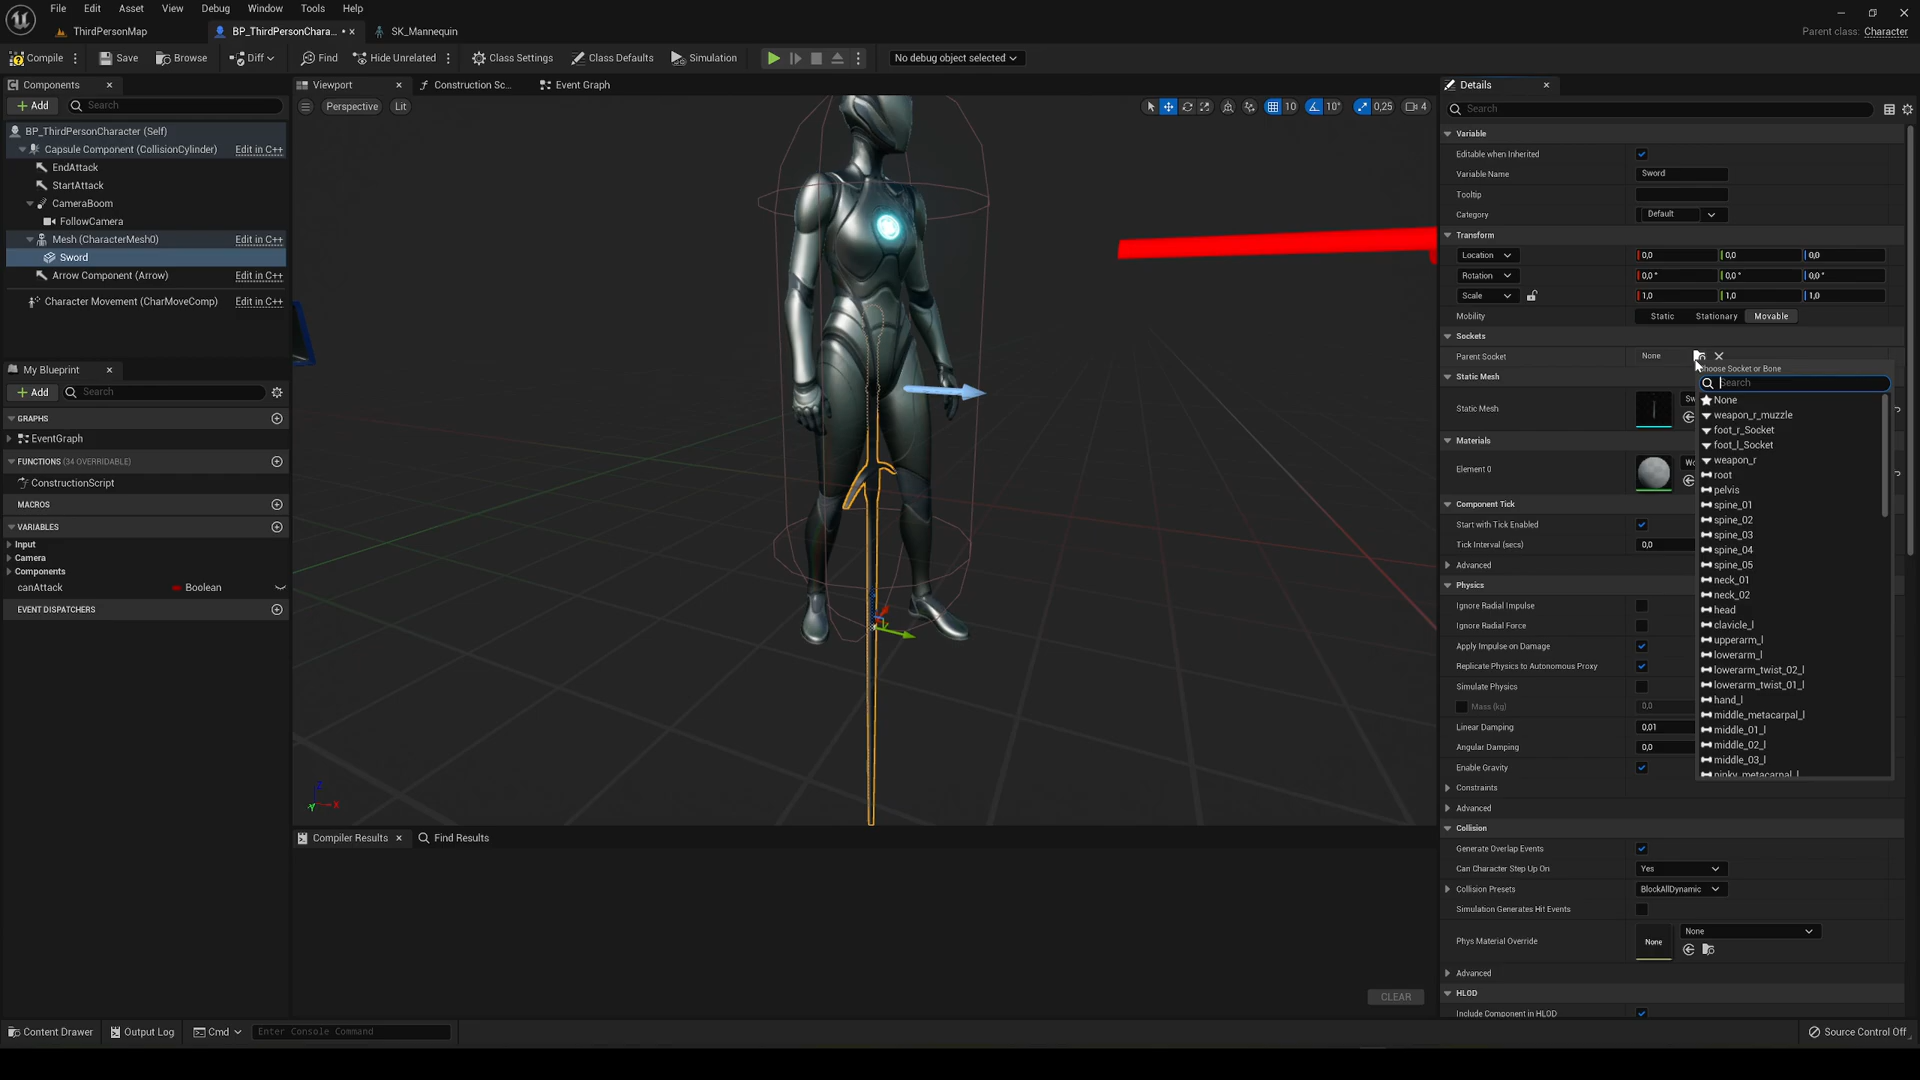 File Edit Asset View Debug Window Tools Help
ThirdPersonMap BP_ThirdPersonChara... • SK_Mannequin Parent class: Character
Compile Save Browse Diff Find Hide Unrelated Class Settings Class Defaults Simulation No debug object selected
Components
Add Search
BP_ThirdPersonCharacter (Self)
Capsule Component (CollisionCylinder) Edit in C++
EndAttack
StartAttack
CameraBoom
FollowCamera
Mesh (CharacterMesh0) Edit in C++
Sword
Arrow Component (Arrow) Edit in C++
Character Movement (CharMoveComp) Edit in C++
My Blueprint
Add Search
GRAPHS
EventGraph
FUNCTIONS (34 OVERRIDABLE)
ConstructionScript
MACROS
VARIABLES
Input
Camera
Components
canAttack Boolean
EVENT DISPATCHERS
Viewport Construction Sc... Event Graph
Perspective Lit 10 10° 0,25 4
Z
X
Y
Compiler Results Find Results
CLEAR
Details
Search
Variable
Editable when Inherited
Variable Name Sword
Tooltip
Category Default
Transform
Location 0,0 0,0 0,0
Rotation 0,0 ° 0,0 ° 0,0 °
Scale 1,0 1,0 1,0
Mobility Static Stationary Movable
Sockets
Parent Socket None
Static Mesh
Static Mesh
Materials
Element 0
Component Tick
Start with Tick Enabled
Tick Interval (secs) 0,0
Advanced
Physics
Ignore Radial Impulse
Ignore Radial Force
Apply Impulse on Damage
Replicate Physics to Autonomous Proxy
Simulate Physics
Mass (kg) 0,0
Linear Damping 0,01
Angular Damping 0,0
Enable Gravity
Constraints
Advanced
Collision
Generate Overlap Events
Can Character Step Up On Yes
Collision Presets BlockAllDynamic
Simulation Generates Hit Events
Phys Material Override None None
Advanced
HLOD
Include Component in HLOD
hoose Socket or Bone
Search
None
weapon_r_muzzle
foot_r_Socket
foot_l_Socket
weapon_r
root
pelvis
spine_01
spine_02
spine_03
spine_04
spine_05
neck_01
neck_02
head
clavicle_l
upperarm_l
lowerarm_l
lowerarm_twist_02_l
lowerarm_twist_01_l
hand_l
middle_metacarpal_l
middle_01_l
middle_02_l
middle_03_l
pinky_metacarpal_l
Content Drawer Output Log Cmd Enter Console Command Source Control Off